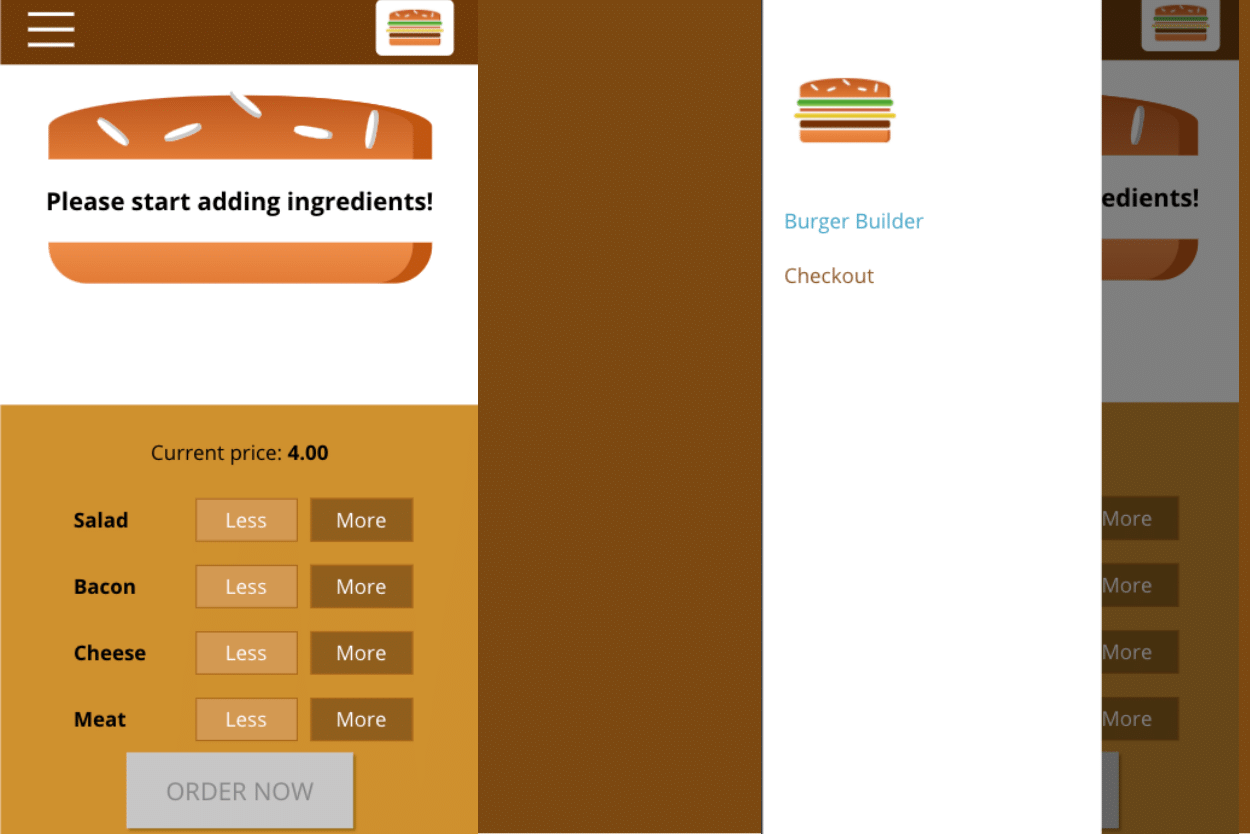 Please start adding ingredients!
Current price: 4.00
Salad Less More
Bacon Less More
Cheese Less More
Meat Less More
ORDER NOW
Burger Builder
Checkout
edients!
More
More
More
More